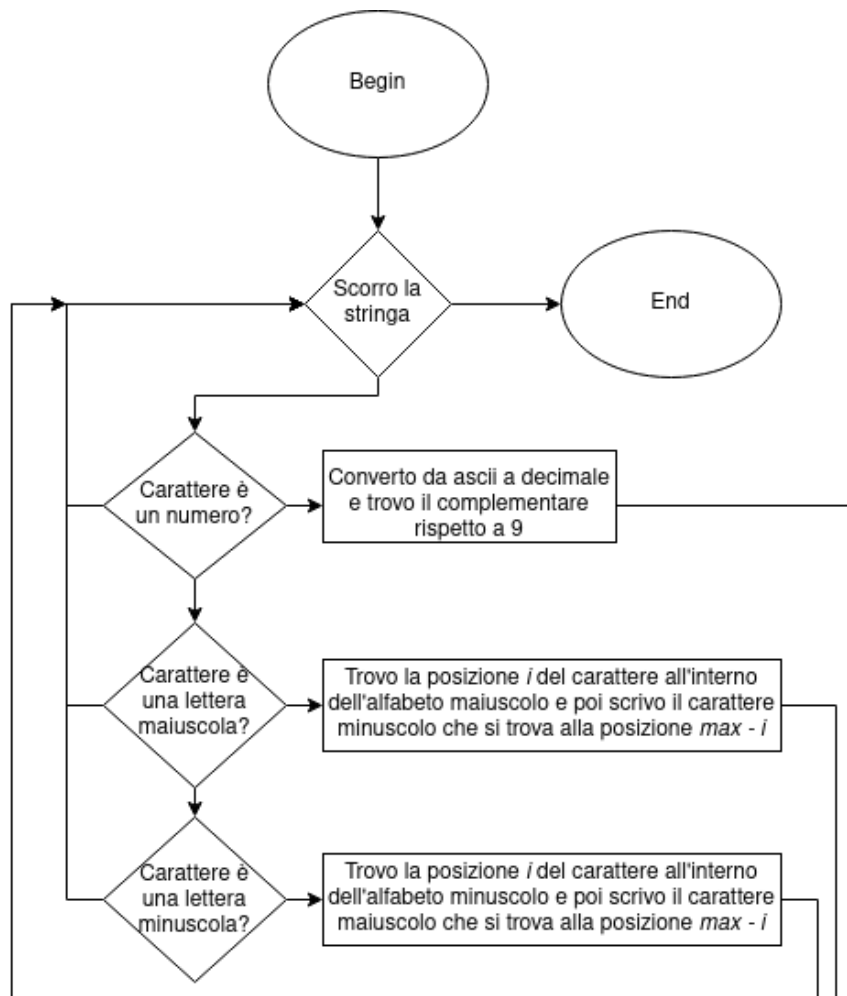 Begin
Scorro la
stringa
End
Carattere è
un numero?
Converto da ascii a decimale
e trovo il complementare
rispetto a 9
Carattere è
una lettera
maiuscola?
Trovo la posizione i del carattere all'interno
dell'alfabeto maiuscolo e poi scrivo il carattere
minuscolo che si trova alla posizione max - i
Carattere è
una lettera
minuscola?
Trovo la posizione i del carattere all'interno
dell'alfabeto minuscolo e poi scrivo il carattere
maiuscolo che si trova alla posizione max - i